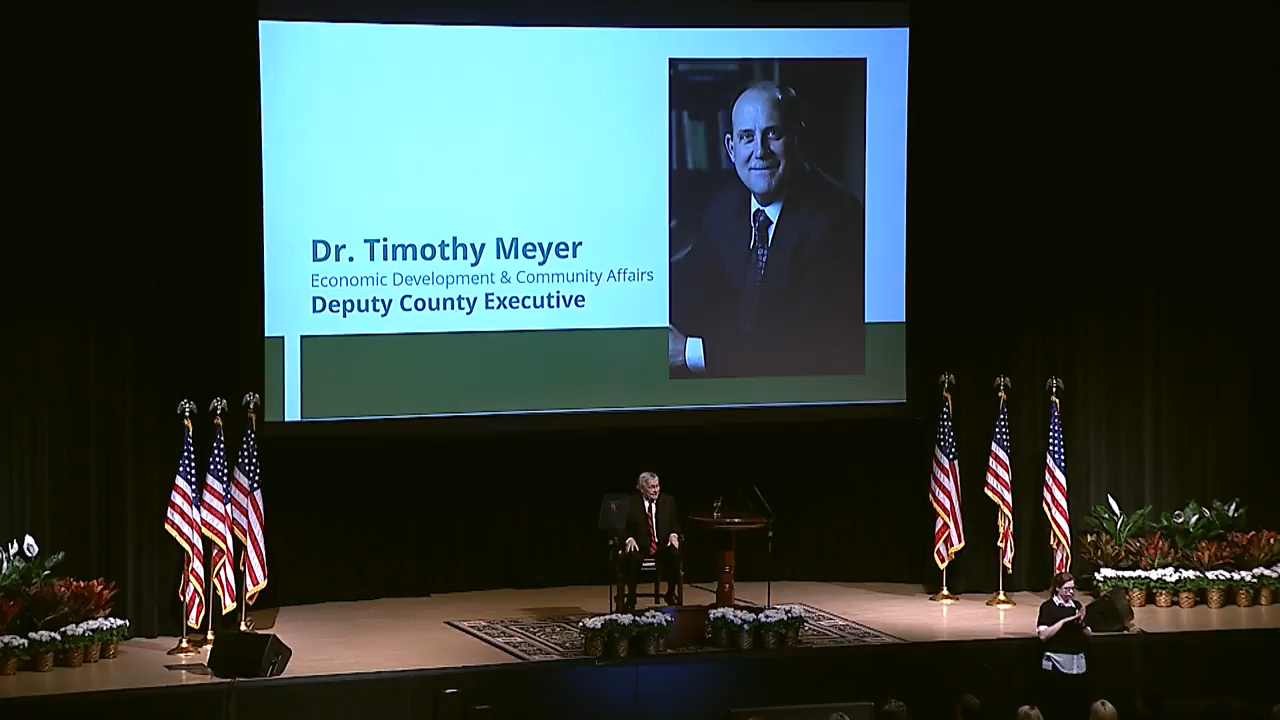 Dr. Timothy Meyer
Economic Development & Community Affairs
Deputy County Executive